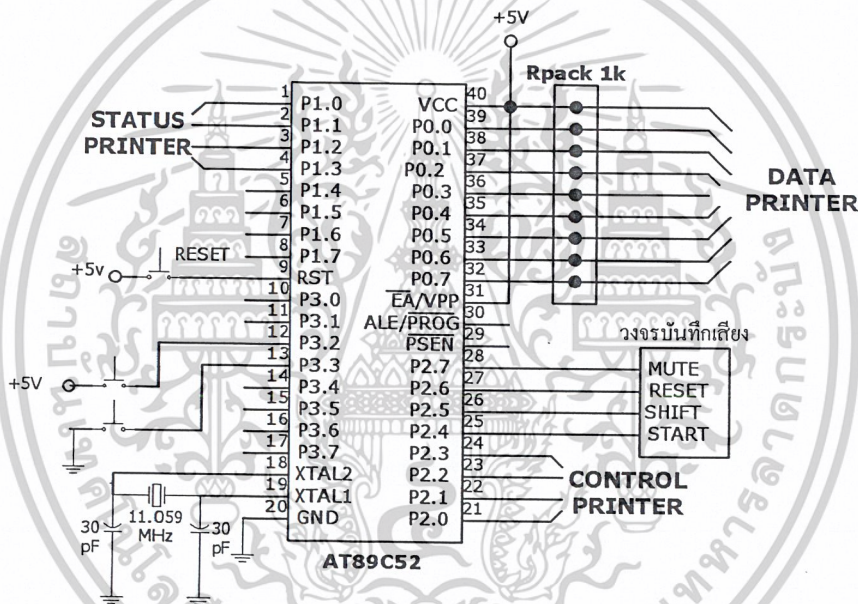 +5V
Rpack 1k
STATUS
PRINTER
1 P1.0
2 P1.1
3 P1.2
4 P1.3
5 P1.4
6 P1.5
7 P1.6
8 P1.7
9 RST
10 P3.0
11 P3.1
12 P3.2
13 P3.3
14 P3.4
15 P3.5
16 P3.6
17 P3.7
18 XTAL2
19 XTAL1
20 GND
VCC 40
P0.0 39
P0.1 38
P0.2 37
P0.3 36
P0.4 35
P0.5 34
P0.6 33
P0.7 32
EA/VPP 31
ALE/PROG 30
PSEN 29
P2.7 28
P2.6 27
P2.5 26
P2.4 25
P2.3 24
P2.2 23
P2.1 22
P2.0 21
AT89C52
DATA
PRINTER
+5v
RESET
+5V
30
pF
11.059
MHz
30
pF
วงจรบันทึกเสียง
MUTE
RESET
SHIFT
START
CONTROL
PRINTER